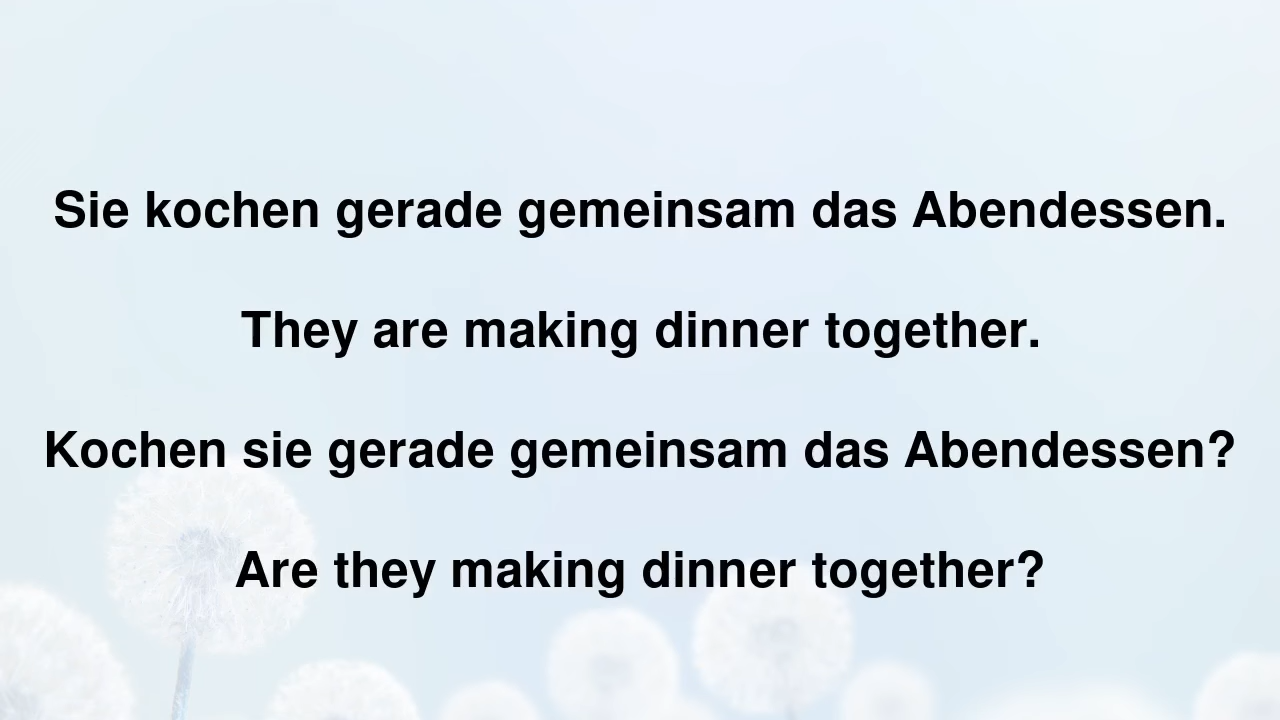 Sie kochen gerade gemeinsam das Abendessen.
They are making dinner together.
Kochen sie gerade gemeinsam das Abendessen?
Are they making dinner together?